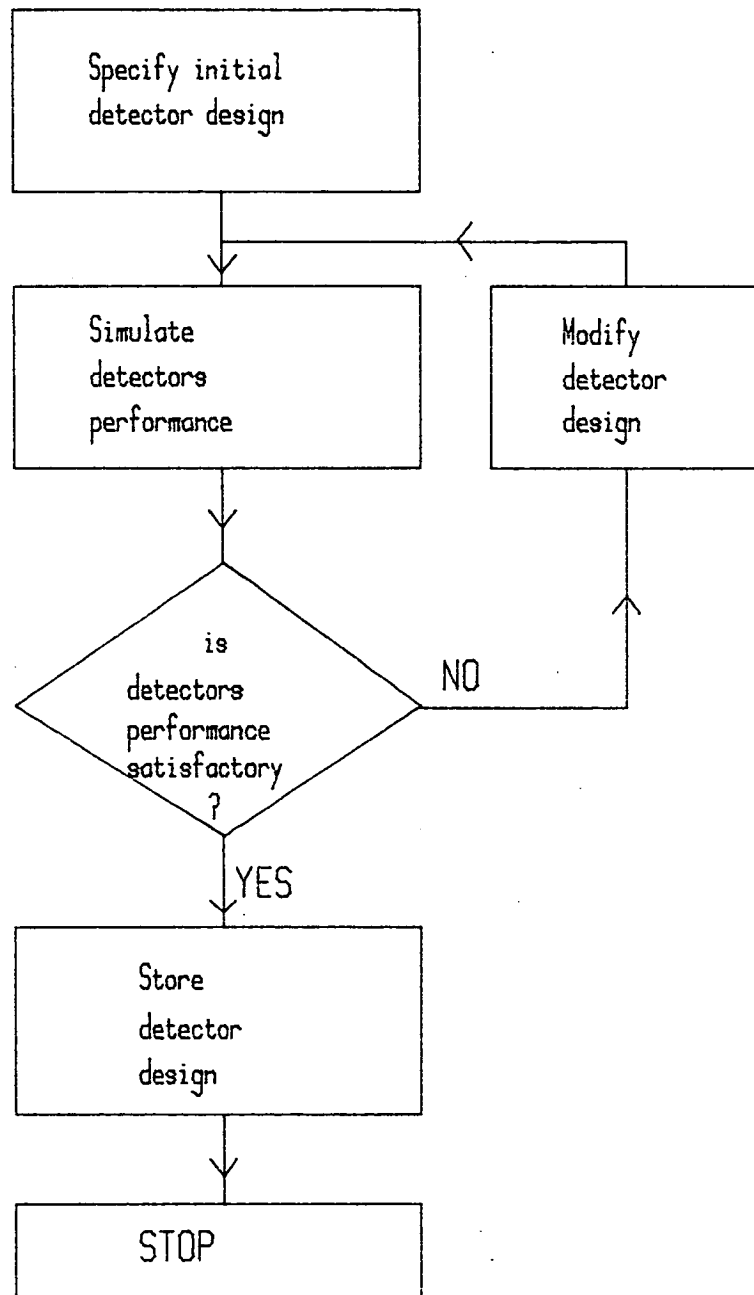 Specify initial
detector design
Simulate
detectors
performance
Modify
detector
design
is
detectors
performance
satisfactory
?
NO
YES
Store
detector
design
STOP